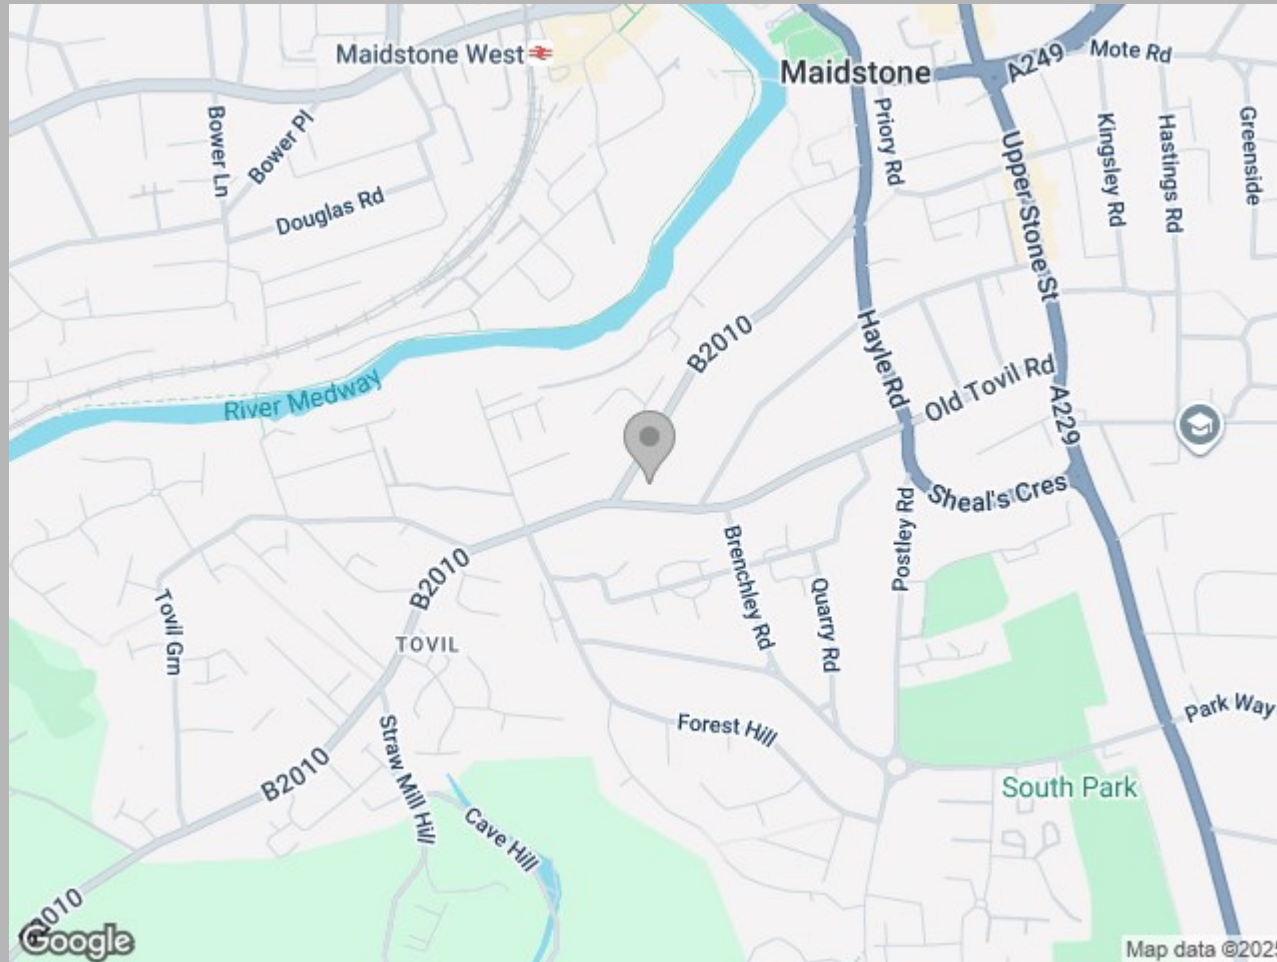 Maidstone West
Maidstone
A249
Mote Rd
Bower Ln
Bower Pl
Douglas Rd
Priory Rd
Upper Stone St
Kingsley Rd
Hastings Rd
Greenside
B2010
Hayle Rd
Old Tovil Rd
River Medway
A229
Sheal's Cres
Postley Rd
Brenchley Rd
Quarry Rd
B2010
Tovil Grn
TOVIL
Straw Mill Hill
Forest Hill
Park Way
B2010
South Park
Cave Hill
Google
Map data ©2025